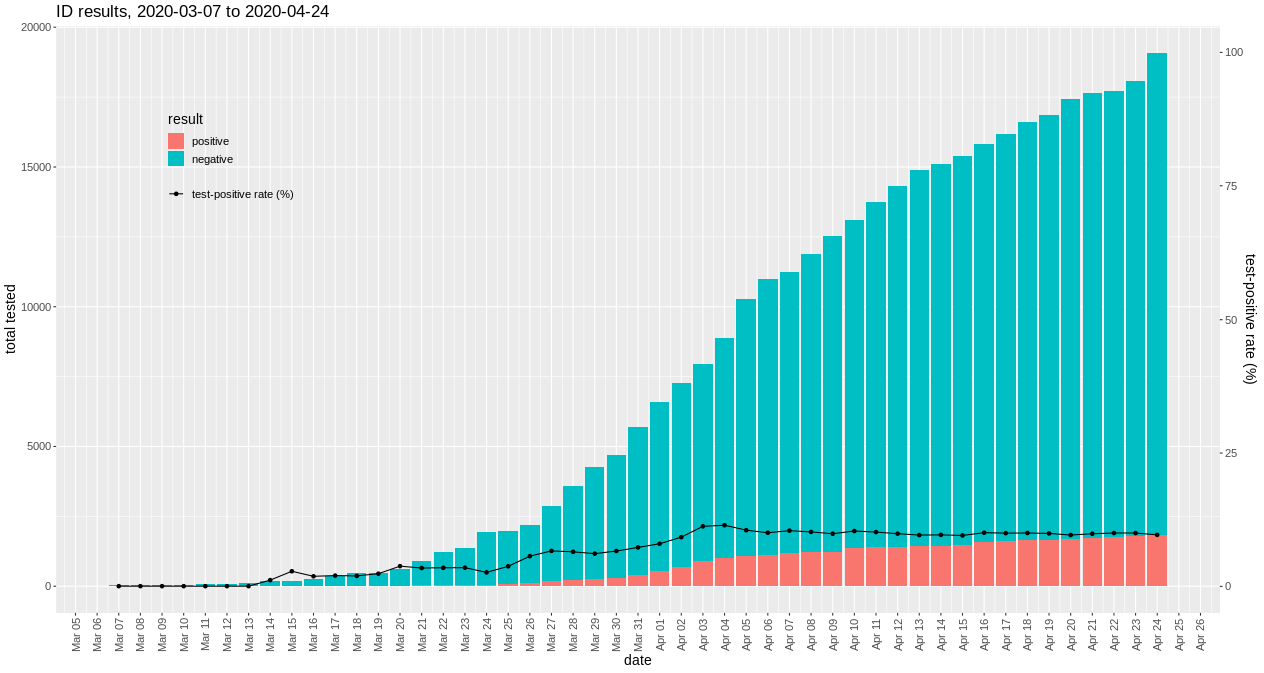 ID results, 2020-03-07 to 2020-04-24
20000
15000
10000
5000
0
total tested
result
positive
negative
test-positive rate (%)
100
75
50
25
0
test-positive rate (%)
Mar 05
Mar 06
Mar 07
Mar 08
Mar 09
Mar 10
Mar 11
Mar 12
Mar 13
Mar 14
Mar 15
Mar 16
Mar 17
Mar 18
Mar 19
Mar 20
Mar 21
Mar 22
Mar 23
Mar 24
Mar 25
Mar 26
Mar 27
Mar 28
Mar 29
Mar 30
Mar 31
Apr 01
Apr 02
Apr 03
Apr 04
Apr 05
Apr 06
Apr 07
Apr 08
Apr 09
Apr 10
Apr 11
Apr 12
Apr 13
Apr 14
Apr 15
Apr 16
Apr 17
Apr 18
Apr 19
Apr 20
Apr 21
Apr 22
Apr 23
Apr 24
Apr 25
Apr 26
date